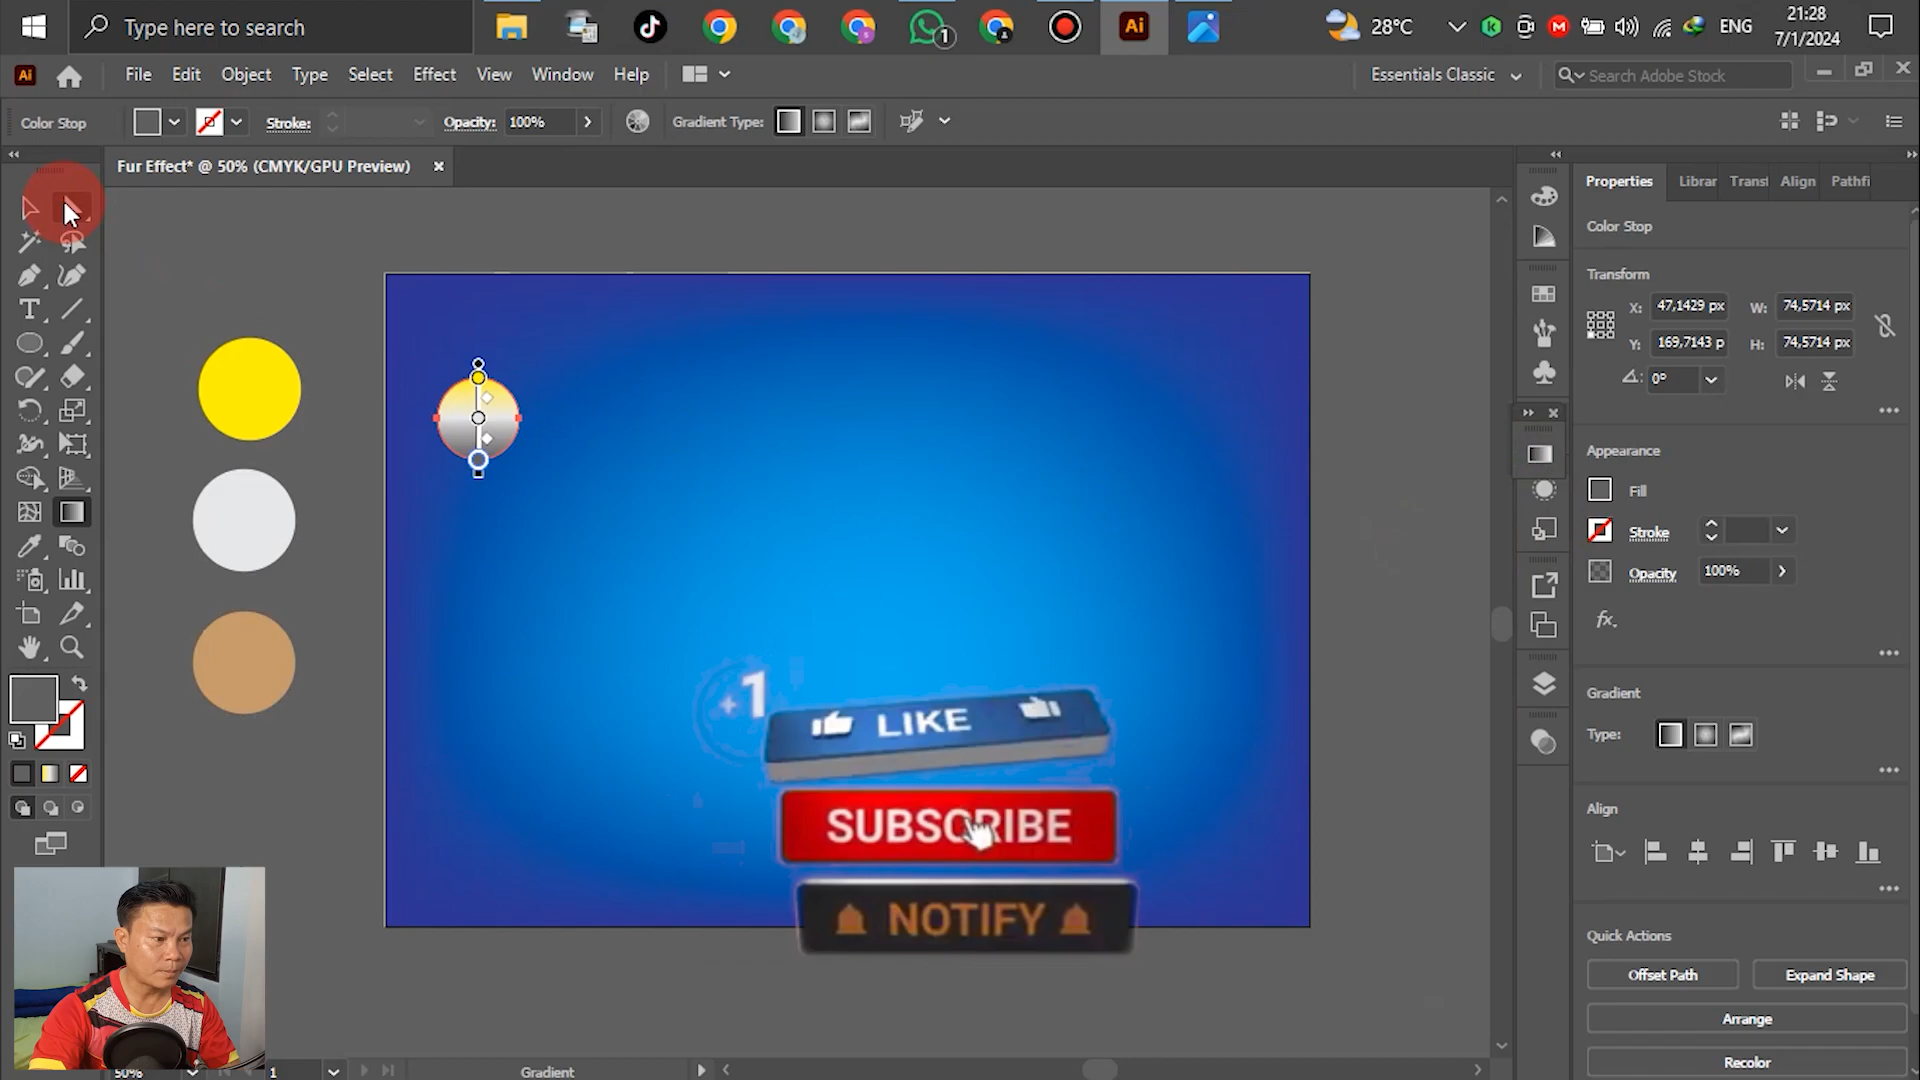 Type here to search
1
Ai
28°C
ENG
21:28
7/1/2024
Ai
File Edit Object Type Select Effect View Window Help
Essentials Classic
Search Adobe Stock
Color Stop
Stroke:
Opacity: 100%
Gradient Type:
Fur Effect* @ 50% (CMYK/GPU Preview)
Properties Librar Transf Align Pathfi
Color Stop
Transform
X: 47,1429 px W: 74,5714 px
Y: 169,7143 p H: 74,5714 px
0°
Appearance
Fill
Stroke
Opacity 100%
fx.
Gradient
Type:
Align
Quick Actions
Offset Path Expand Shape
Arrange
Recolor
+1
LIKE
SUBSCRIBE
NOTIFY
50% 1 Gradient